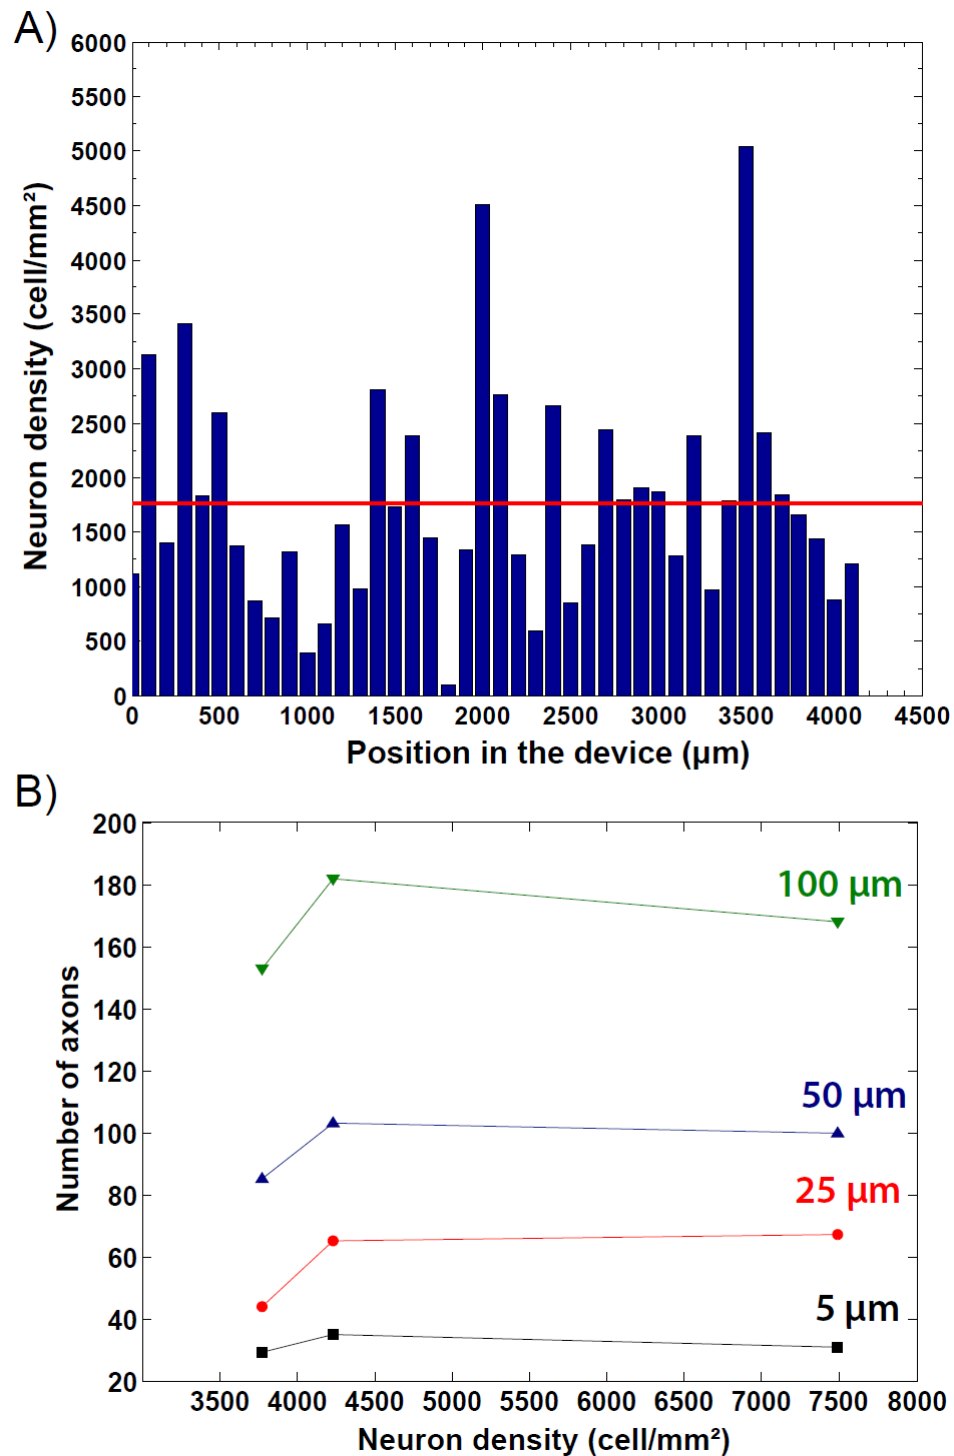 A)
6000
5500
5000
4500
4000
3500
3000
2500
2000
1500
1000
500
0
Neuron density (cell/mm²)
0 500 1000 1500 2000 2500 3000 3500 4000 4500
Position in the device (µm)
B)
200
180
160
140
120
100
80
60
40
20
Number of axons
100 µm
50 µm
25 µm
5 µm
3500 4000 4500 5000 5500 6000 6500 7000 7500 8000
Neuron density (cell/mm²)